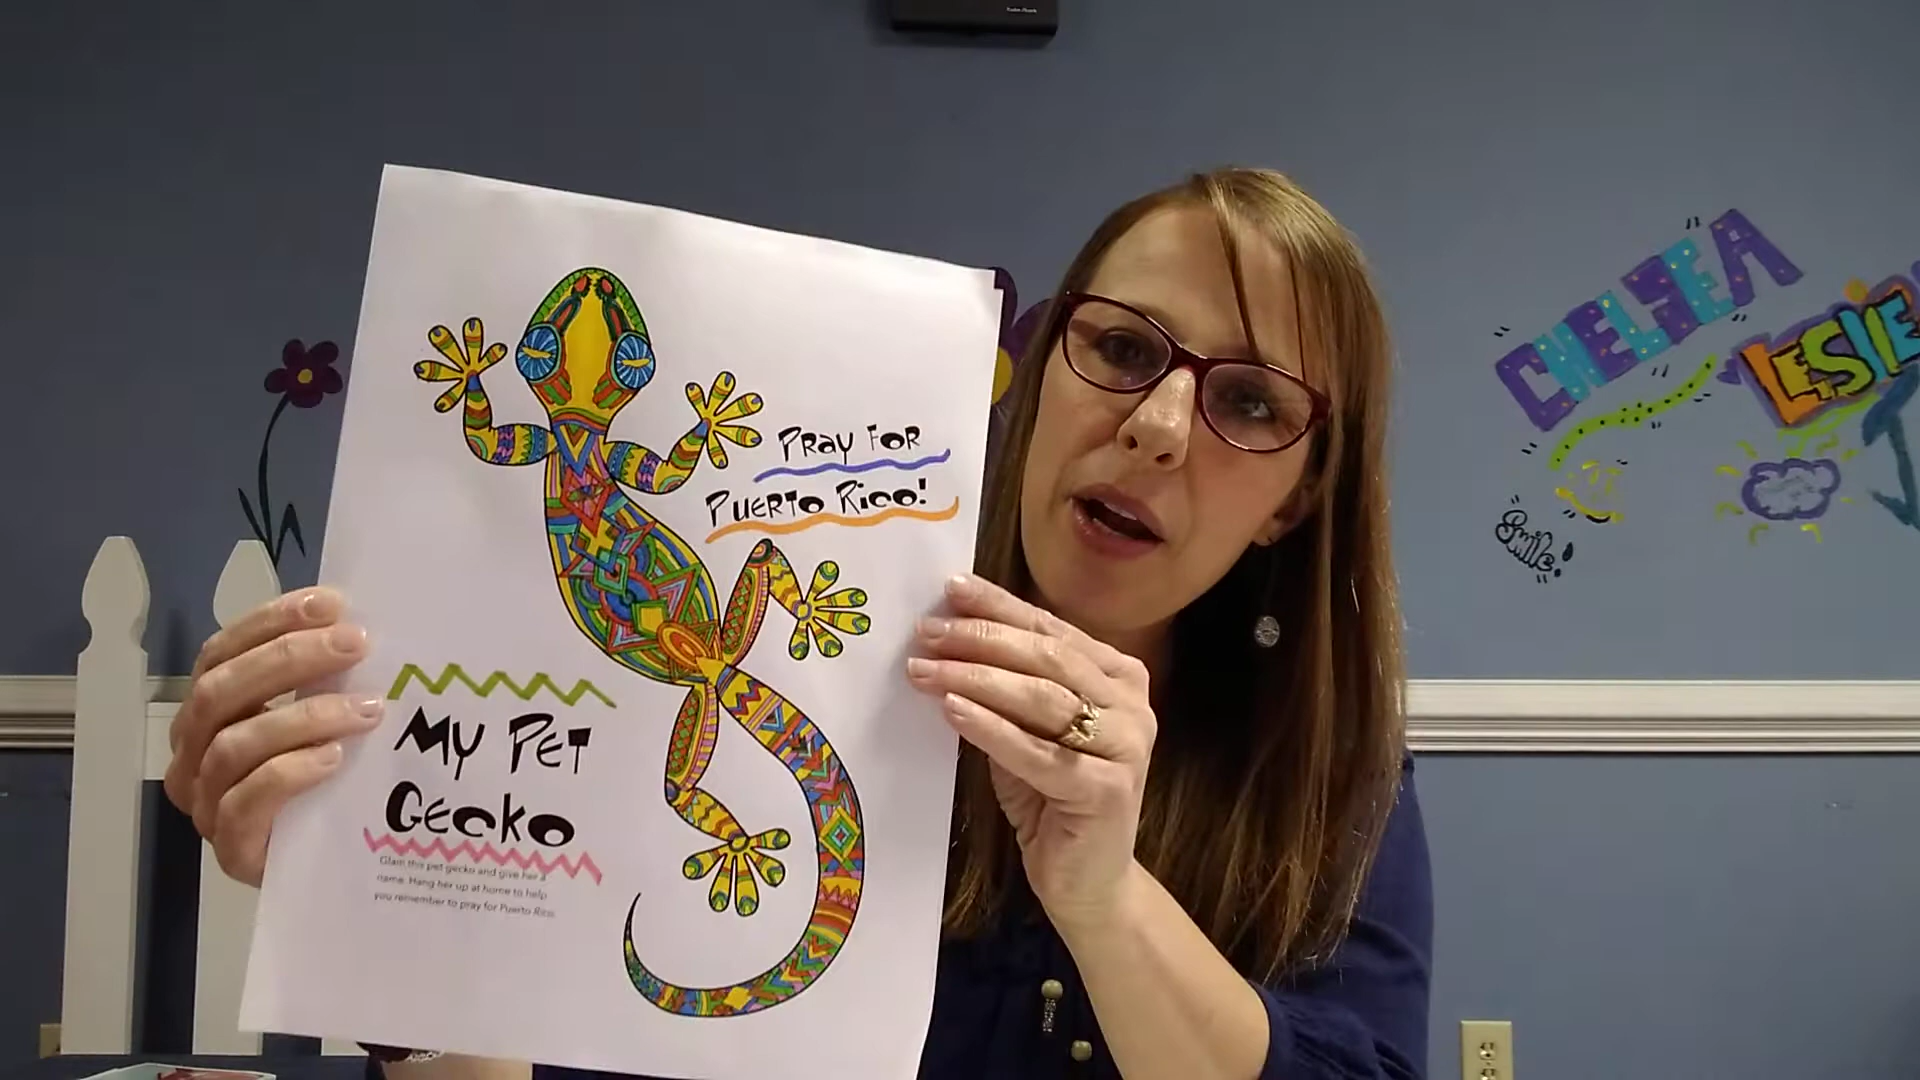 CHELSEA
LESLIE
PRAY FOR
PUERTO RICO!
Smile!
MY PET
GECKO
Glam this pet gecko and give her a
name. Hang her up at home to help
you remember to pray for Puerto Rico.